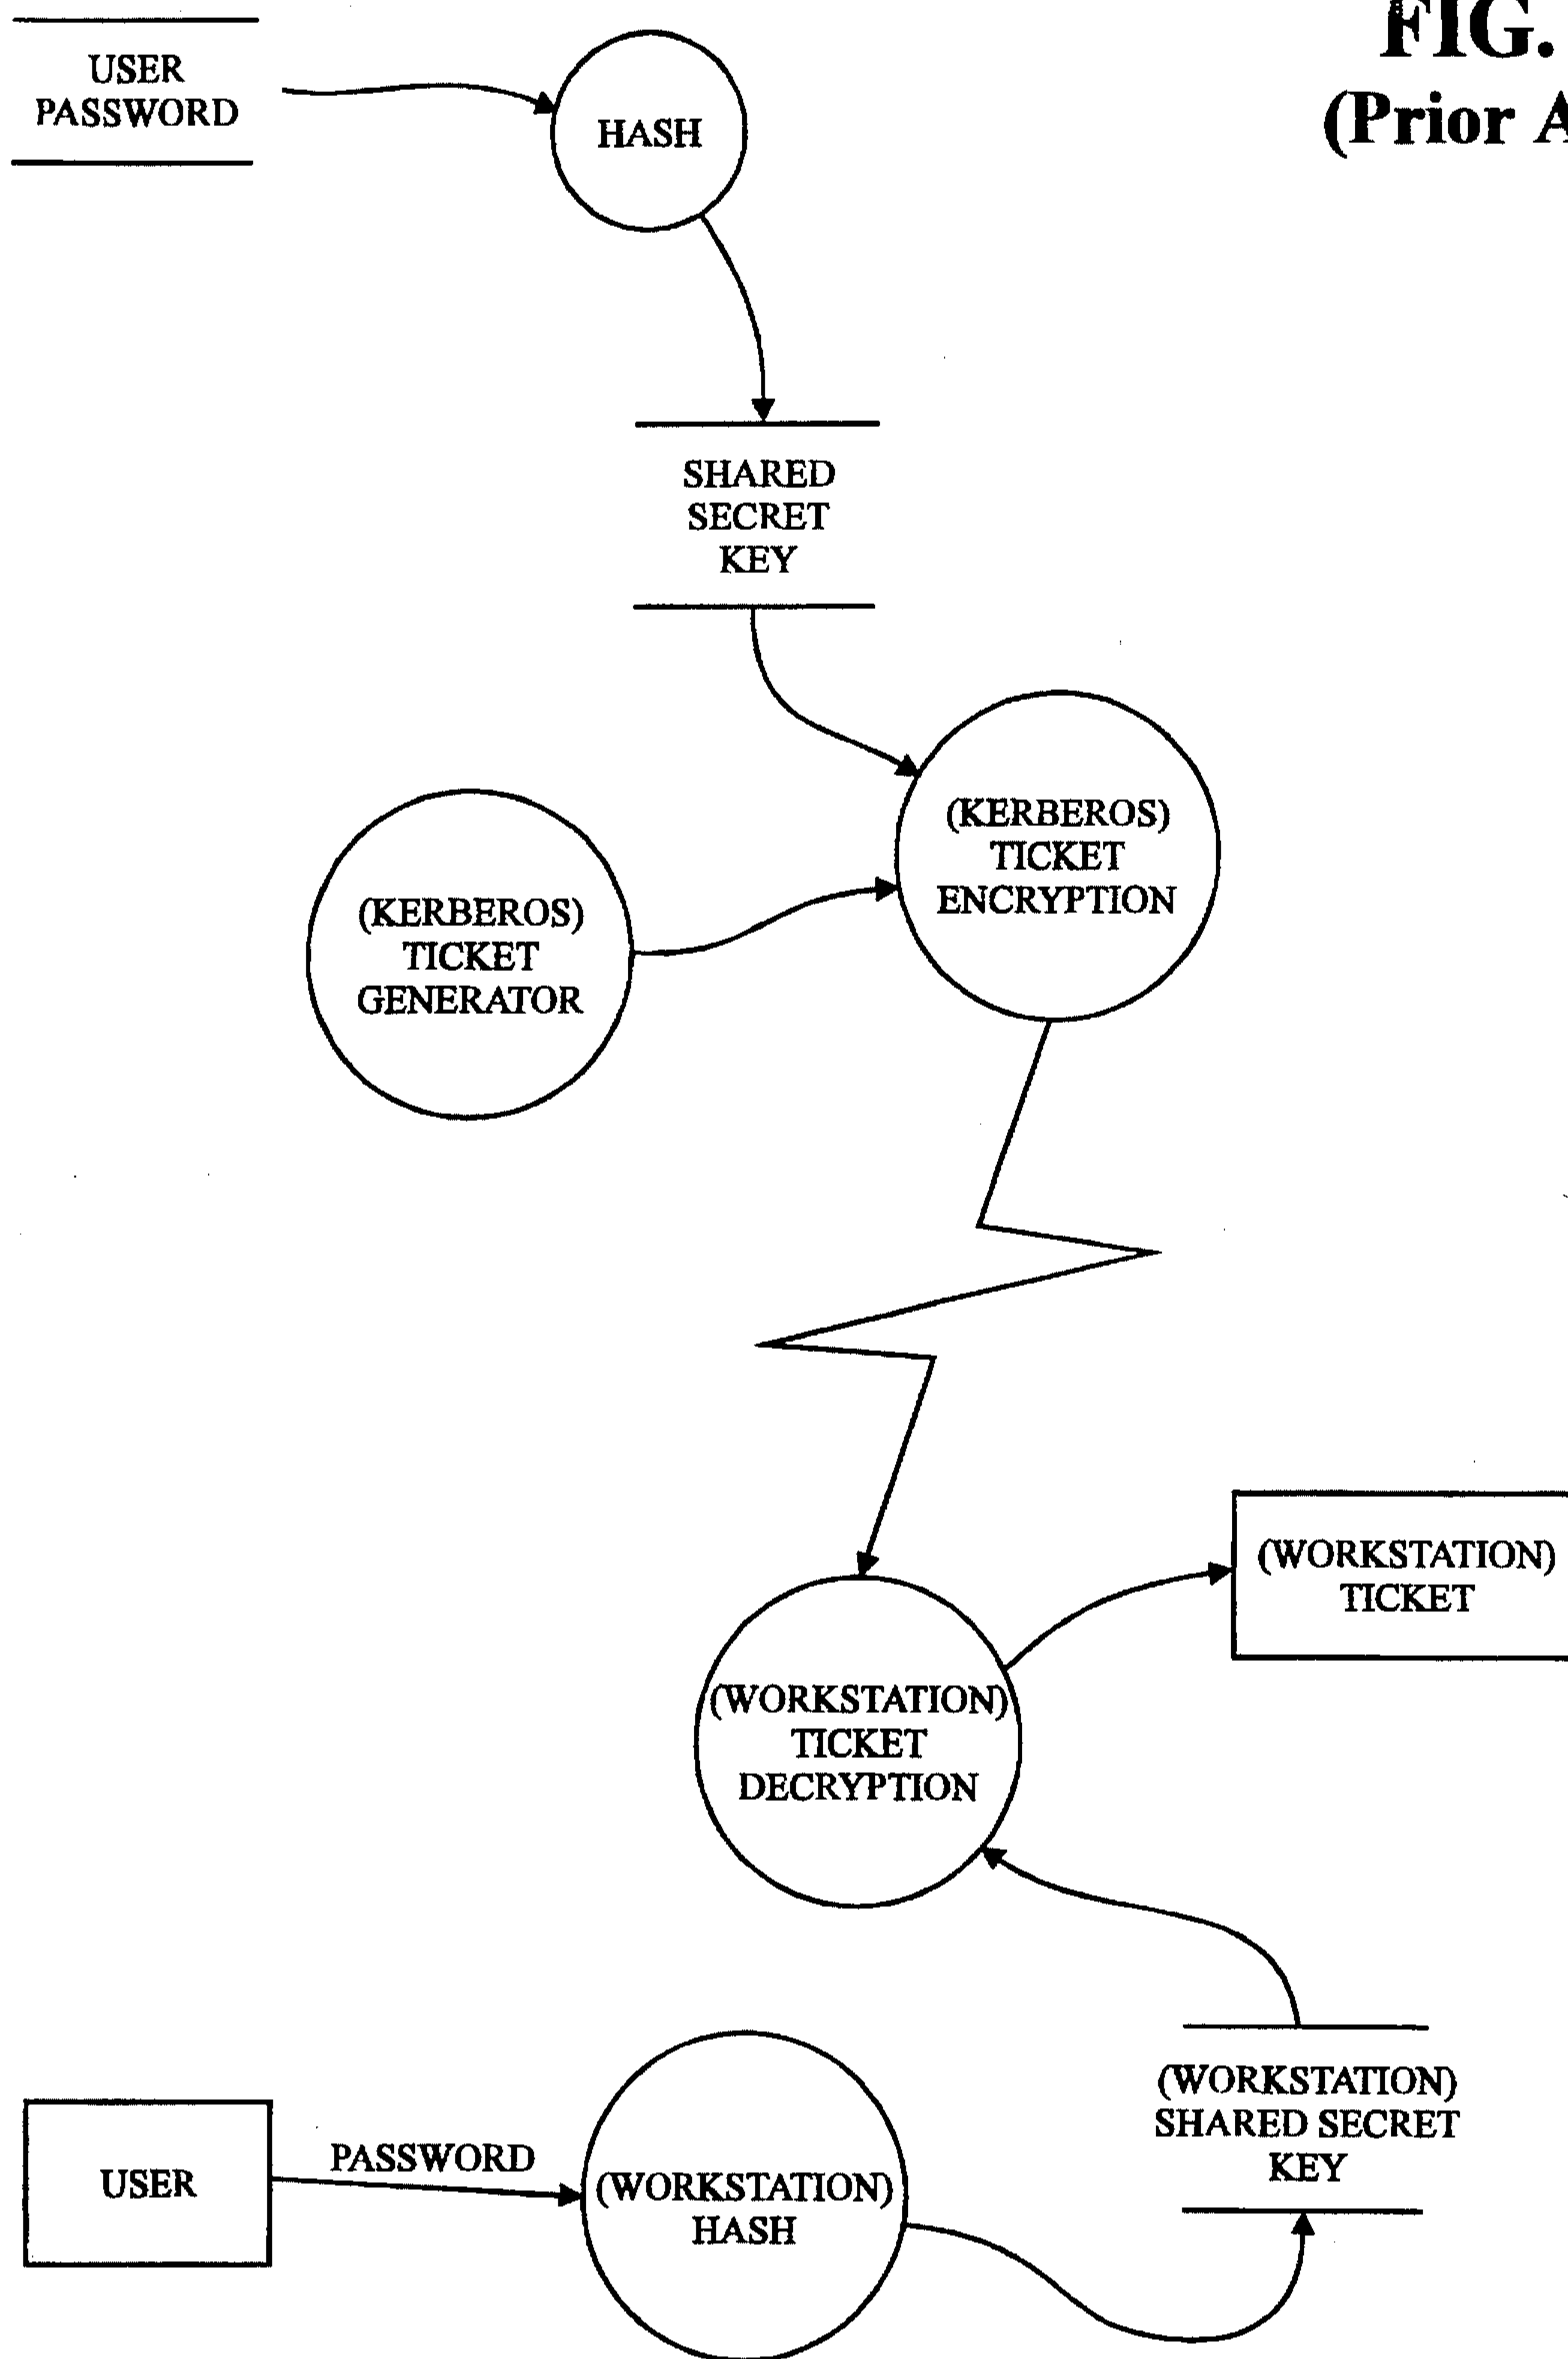 FIG.
(Prior A
USER
PASSWORD
HASH
SHARED
SECRET
KEY
(KERBEROS)
TICKET
ENCRYPTION
(KERBEROS)
TICKET
GENERATOR
(WORKSTATION)
TICKET
(WORKSTATION)
TICKET
DECRYPTION
(WORKSTATION)
SHARED SECRET
KEY
USER
PASSWORD
(WORKSTATION)
HASH